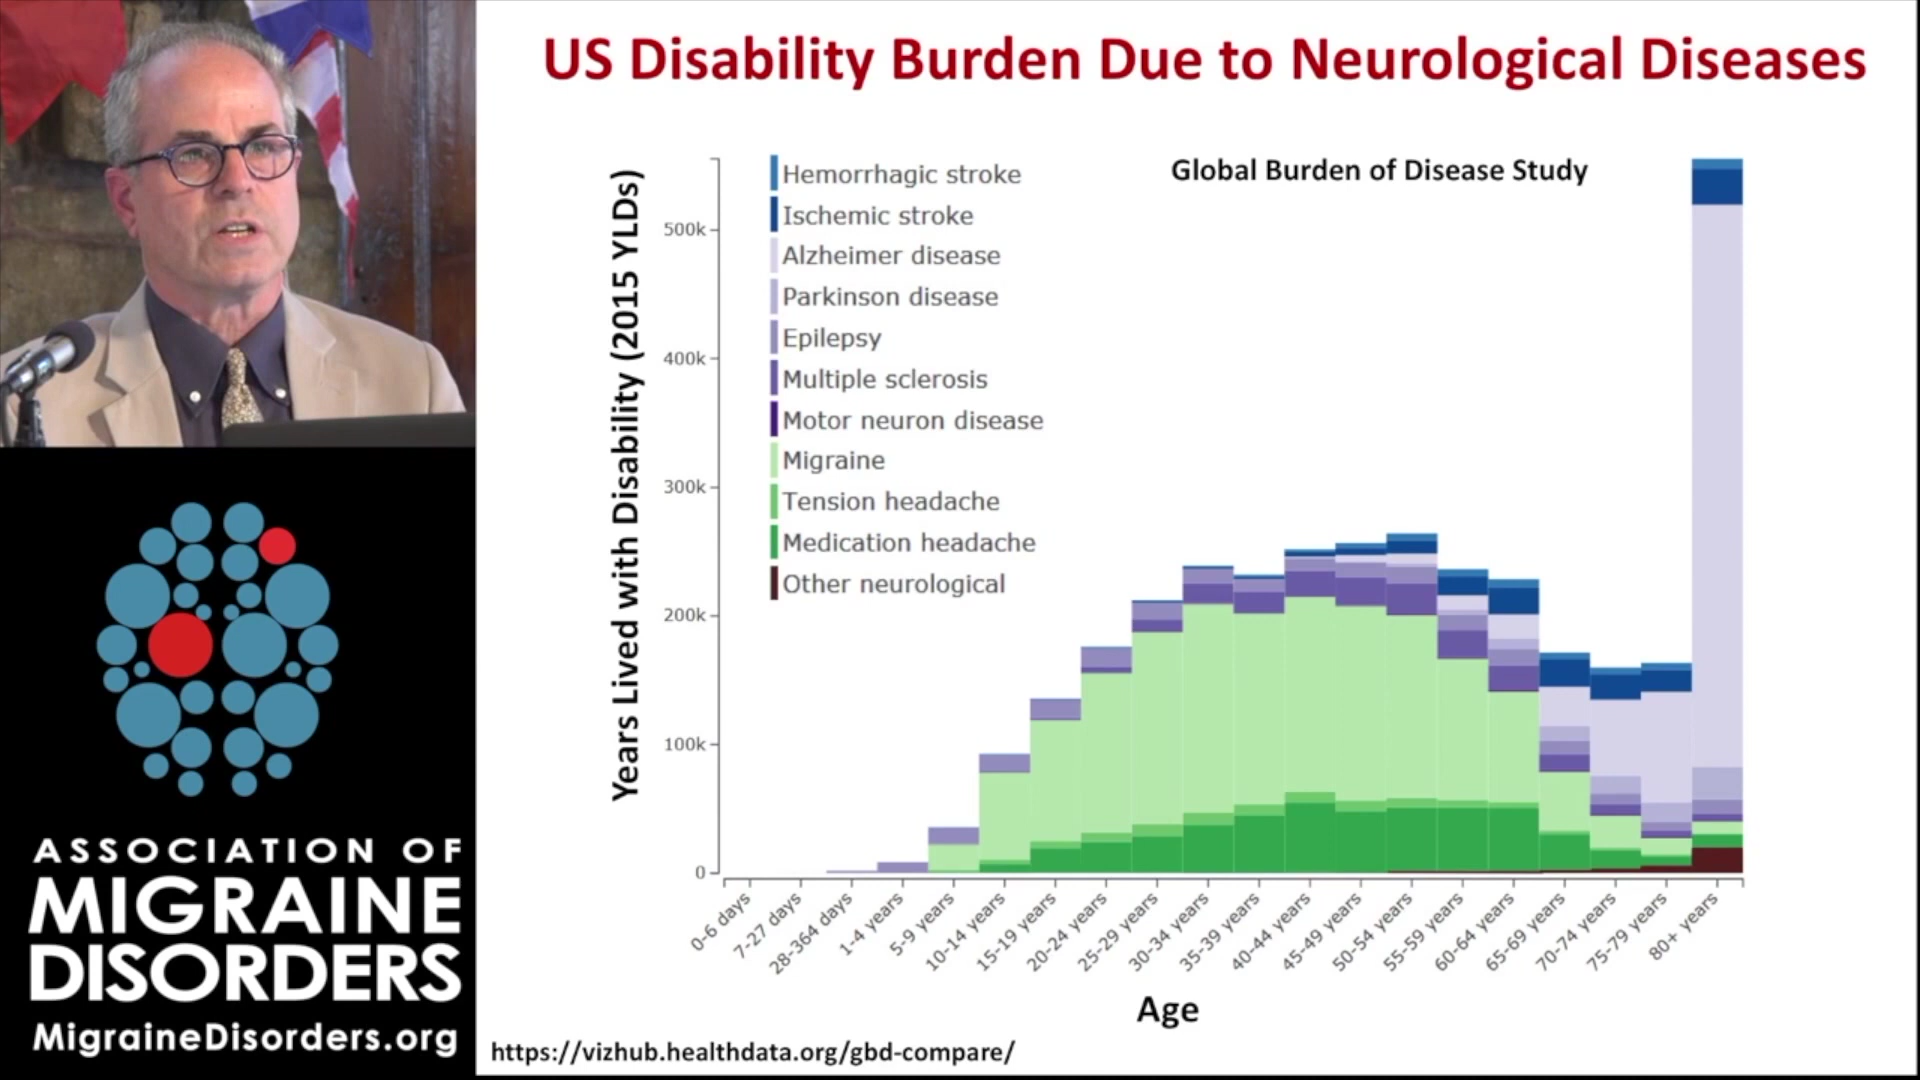 US Disability Burden Due to Neurological Diseases
Global Burden of Disease Study
Years Lived with Disability (2015 YLDs)
500k
400k
300k
200k
100k
0
Hemorrhagic stroke
Ischemic stroke
Alzheimer disease
Parkinson disease
Epilepsy
Multiple sclerosis
Motor neuron disease
Migraine
Tension headache
Medication headache
Other neurological
0-6 days
7-27 days
28-364 days
1-4 years
5-9 years
10-14 years
15-19 years
20-24 years
25-29 years
30-34 years
35-39 years
40-44 years
45-49 years
50-54 years
55-59 years
60-64 years
65-69 years
70-74 years
75-79 years
80+ years
Age
https://vizhub.healthdata.org/gbd-compare/
ASSOCIATION OF
MIGRAINE
DISORDERS
MigraineDisorders.org